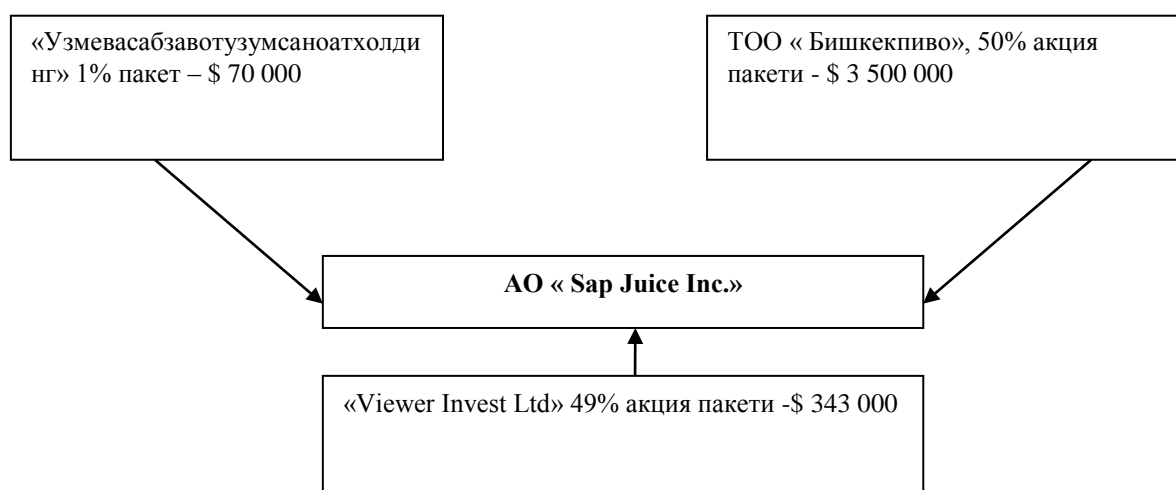 «Узмевасабзавотузумсаноатхолди
нг» 1% пакет – $ 70 000
ТОО « Бишкекпиво», 50% акция
пакети - $ 3 500 000
АО « Sap Juice Inc.»
«Viewer Invest Ltd» 49% акция пакети -$ 343 000